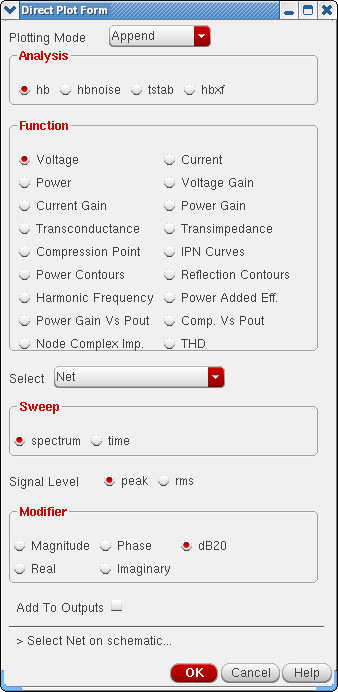 Direct Plot Form
Plotting Mode Append
Analysis
hb hbnoise tstab hbxf
Function
Voltage Current
Power Voltage Gain
Current Gain Power Gain
Transconductance Transimpedance
Compression Point IPN Curves
Power Contours Reflection Contours
Harmonic Frequency Power Added Eff.
Power Gain Vs Pout Comp. Vs Pout
Node Complex Imp. THD
Select Net
Sweep
spectrum time
Signal Level peak rms
Modifier
Magnitude Phase dB20
Real Imaginary
Add To Outputs
> Select Net on schematic...
OK Cancel Help